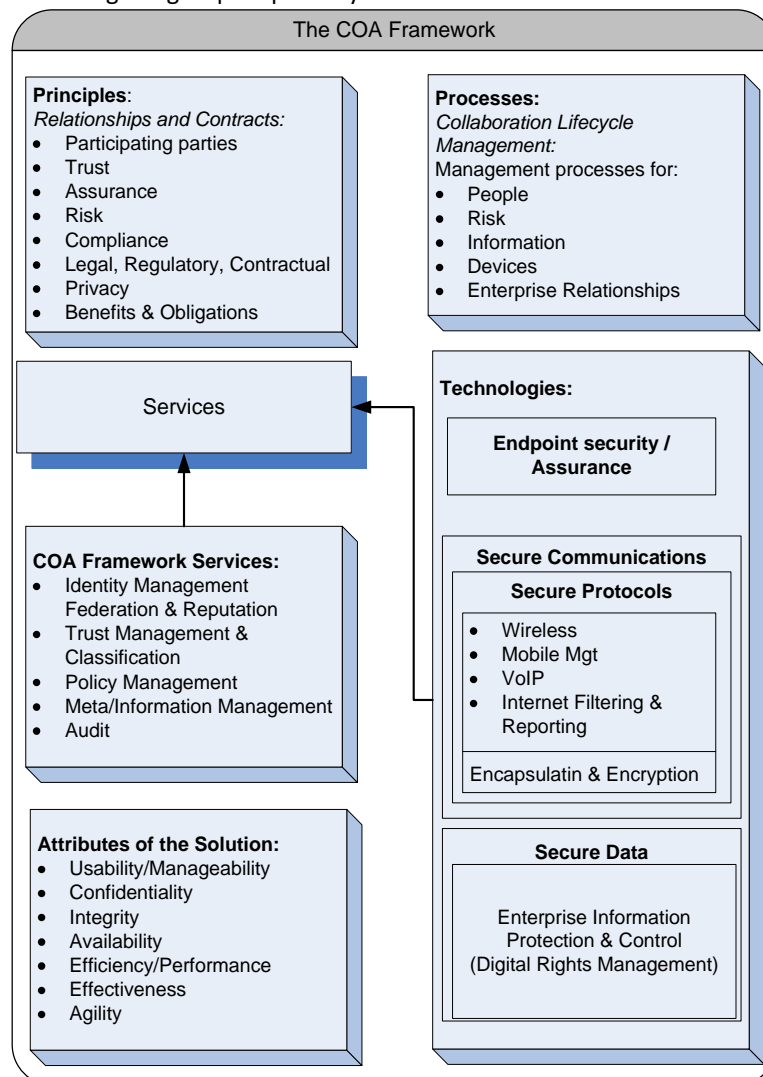 The COA Framework
Principles:
Relationships and Contracts:
• Participating parties
• Trust
• Assurance
• Risk
• Compliance
• Legal, Regulatory, Contractual
• Privacy
• Benefits & Obligations
Processes:
Collaboration Lifecycle
Management:
Management processes for:
• People
• Risk
• Information
• Devices
• Enterprise Relationships
Services
COA Framework Services:
• Identity Management
Federation & Reputation
• Trust Management &
Classification
• Policy Management
• Meta/Information Management
• Audit
Attributes of the Solution:
• Usability/Manageability
• Confidentiality
• Integrity
• Availability
• Efficiency/Performance
• Effectiveness
• Agility
Technologies:
Endpoint security /
Assurance
Secure Communications
Secure Protocols
• Wireless
• Mobile Mgt
• VoIP
• Internet Filtering &
Reporting
Encapsulatin & Encryption
Secure Data
Enterprise Information
Protection & Control
(Digital Rights Management)